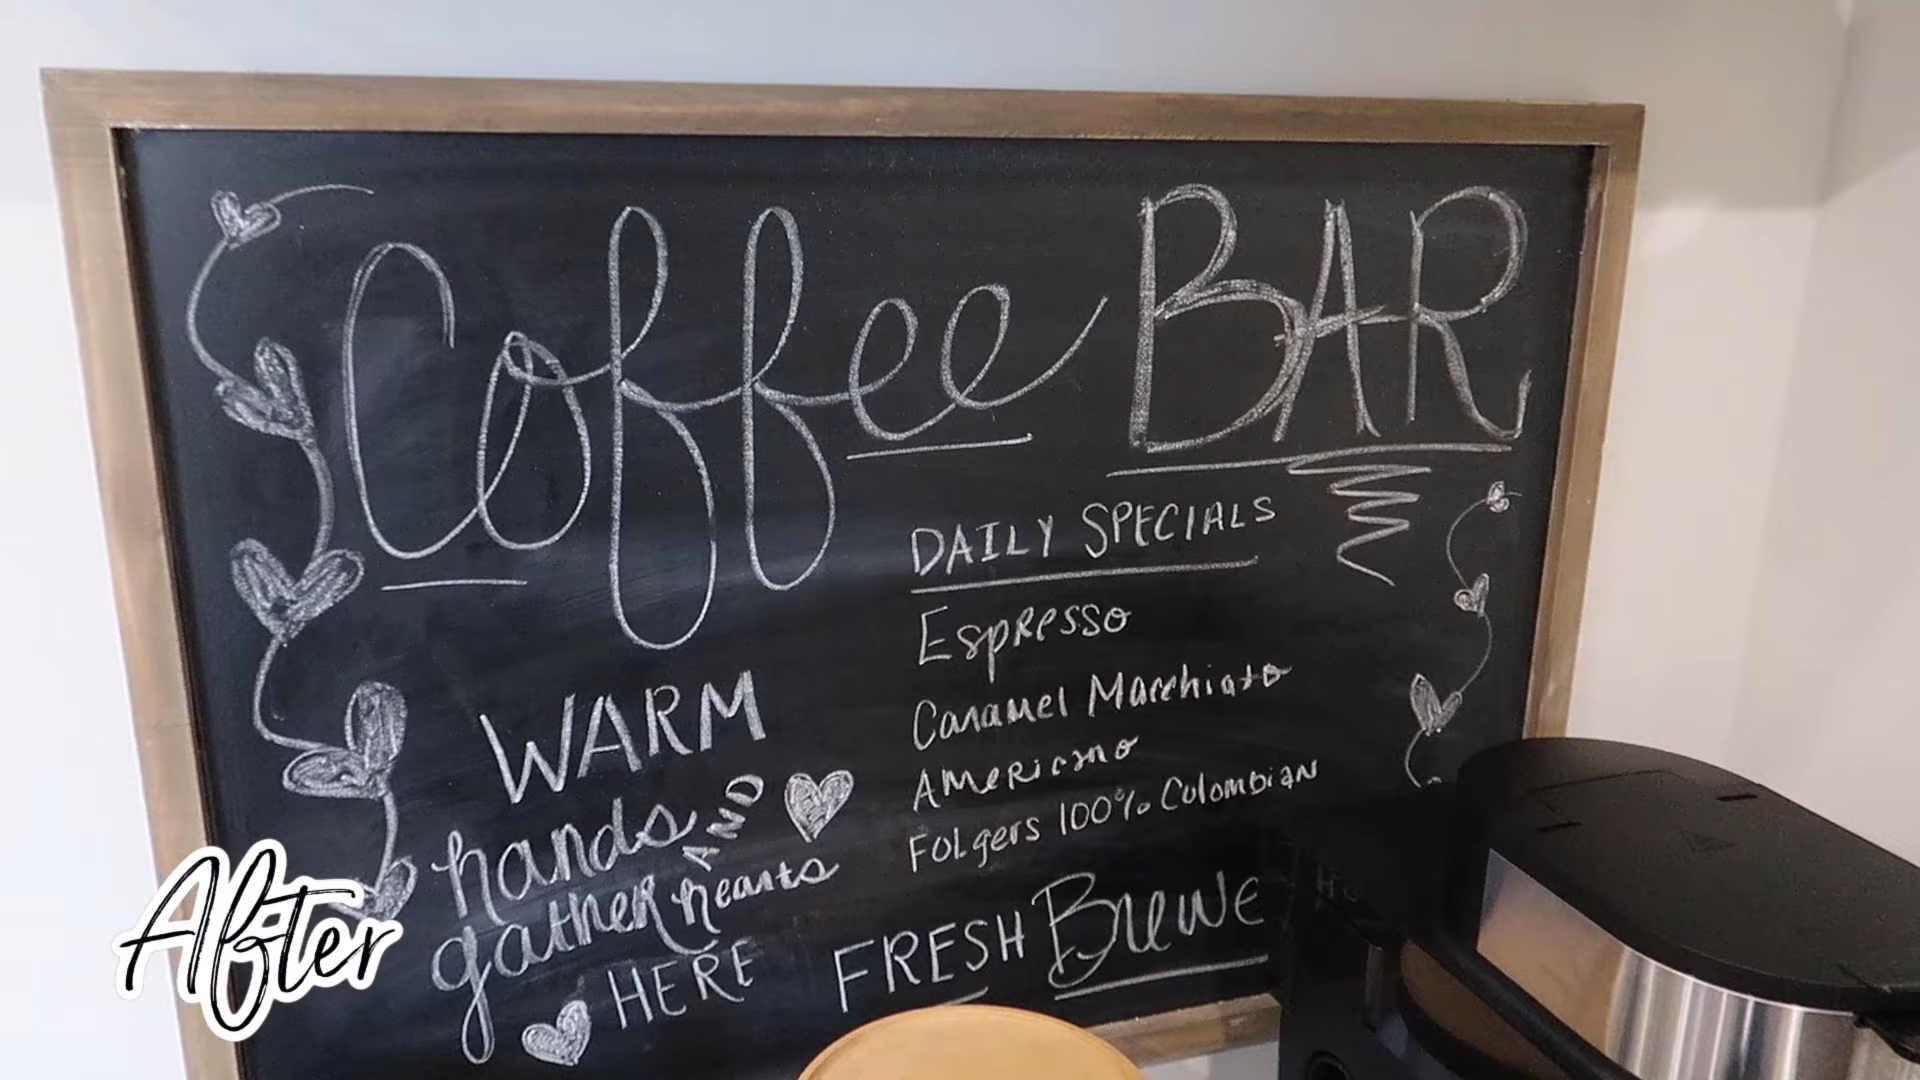 Coffee BAR
DAILY SPECIALS
Espresso
Caramel Macchiato
Americano
Folgers 100% Colombian
WARM
hands AND
gather hearts
HERE
FRESH Brewe
After